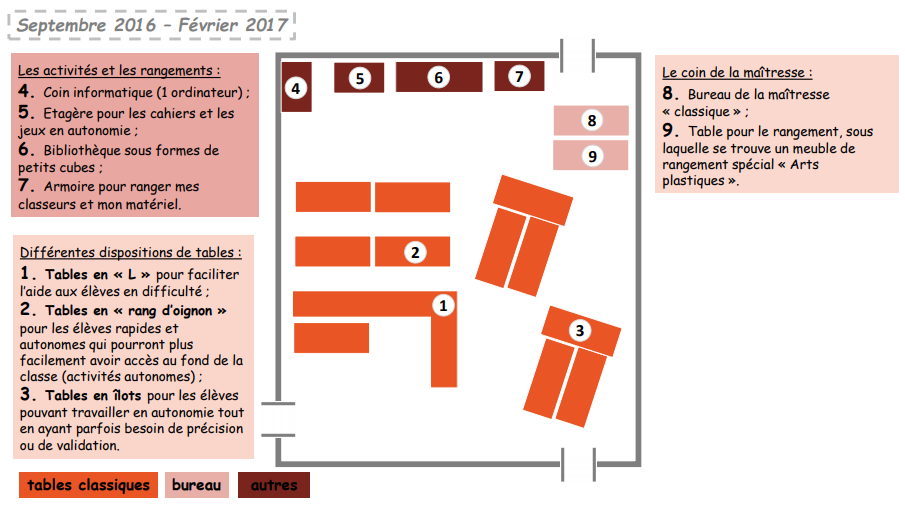 Septembre 2016 – Février 2017
Les activités et les rangements :
4. Coin informatique (1 ordinateur) ;
5. Etagère pour les cahiers et les
jeux en autonomie ;
6. Bibliothèque sous formes de
petits cubes ;
7. Armoire pour ranger mes
classeurs et mon matériel.
Différentes dispositions de tables :
1. Tables en « L » pour faciliter
l’aide aux élèves en difficulté ;
2. Tables en « rang d’oignon »
pour les élèves rapides et
autonomes qui pourront plus
facilement avoir accès au fond de la
classe (activités autonomes) ;
3. Tables en îlots pour les élèves
pouvant travailler en autonomie tout
en ayant parfois besoin de précision
ou de validation.
4
5
6
7
8
9
2
1
3
Le coin de la maîtresse :
8. Bureau de la maîtresse
« classique » ;
9. Table pour le rangement, sous
laquelle se trouve un meuble de
rangement spécial « Arts
plastiques ».
tables classiques
bureau
autres